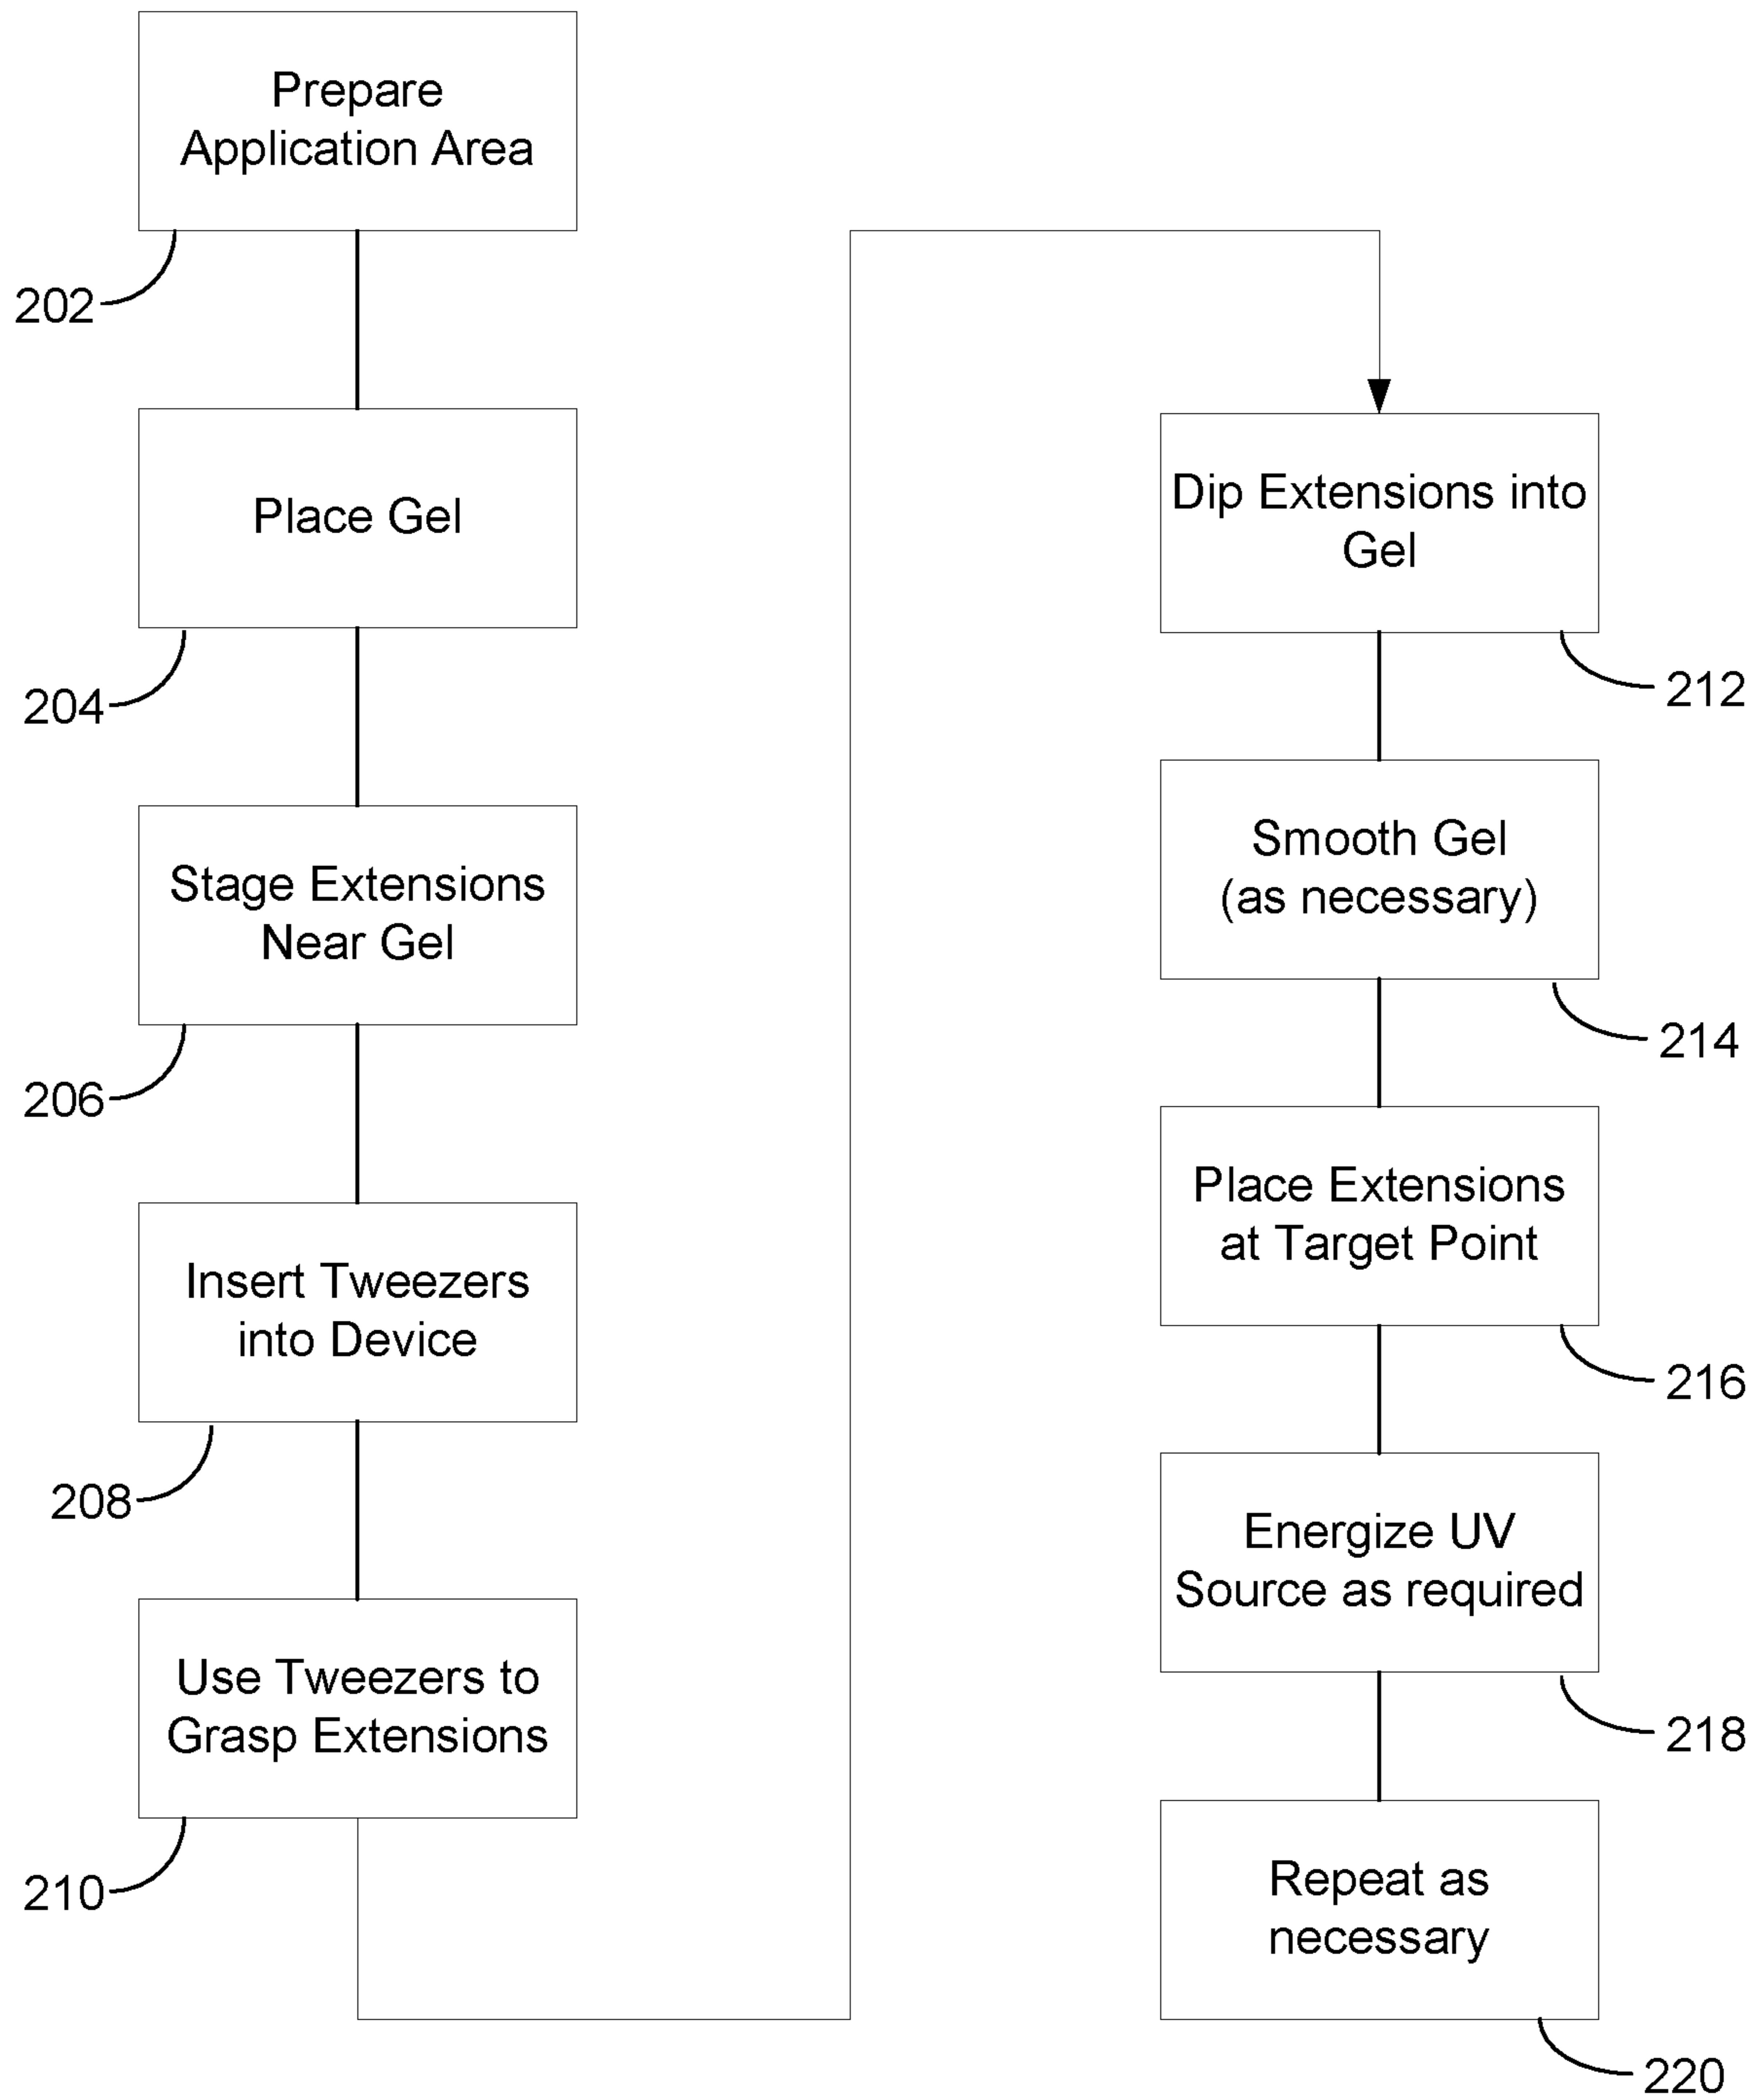 Prepare
Application Area
202
Place Gel
204
Stage Extensions
Near Gel
206
Insert Tweezers
into Device
208
Use Tweezers to
Grasp Extensions
210
Dip Extensions into
Gel
212
Smooth Gel
(as necessary)
214
Place Extensions
at Target Point
216
Energize UV
Source as required
218
Repeat as
necessary
220